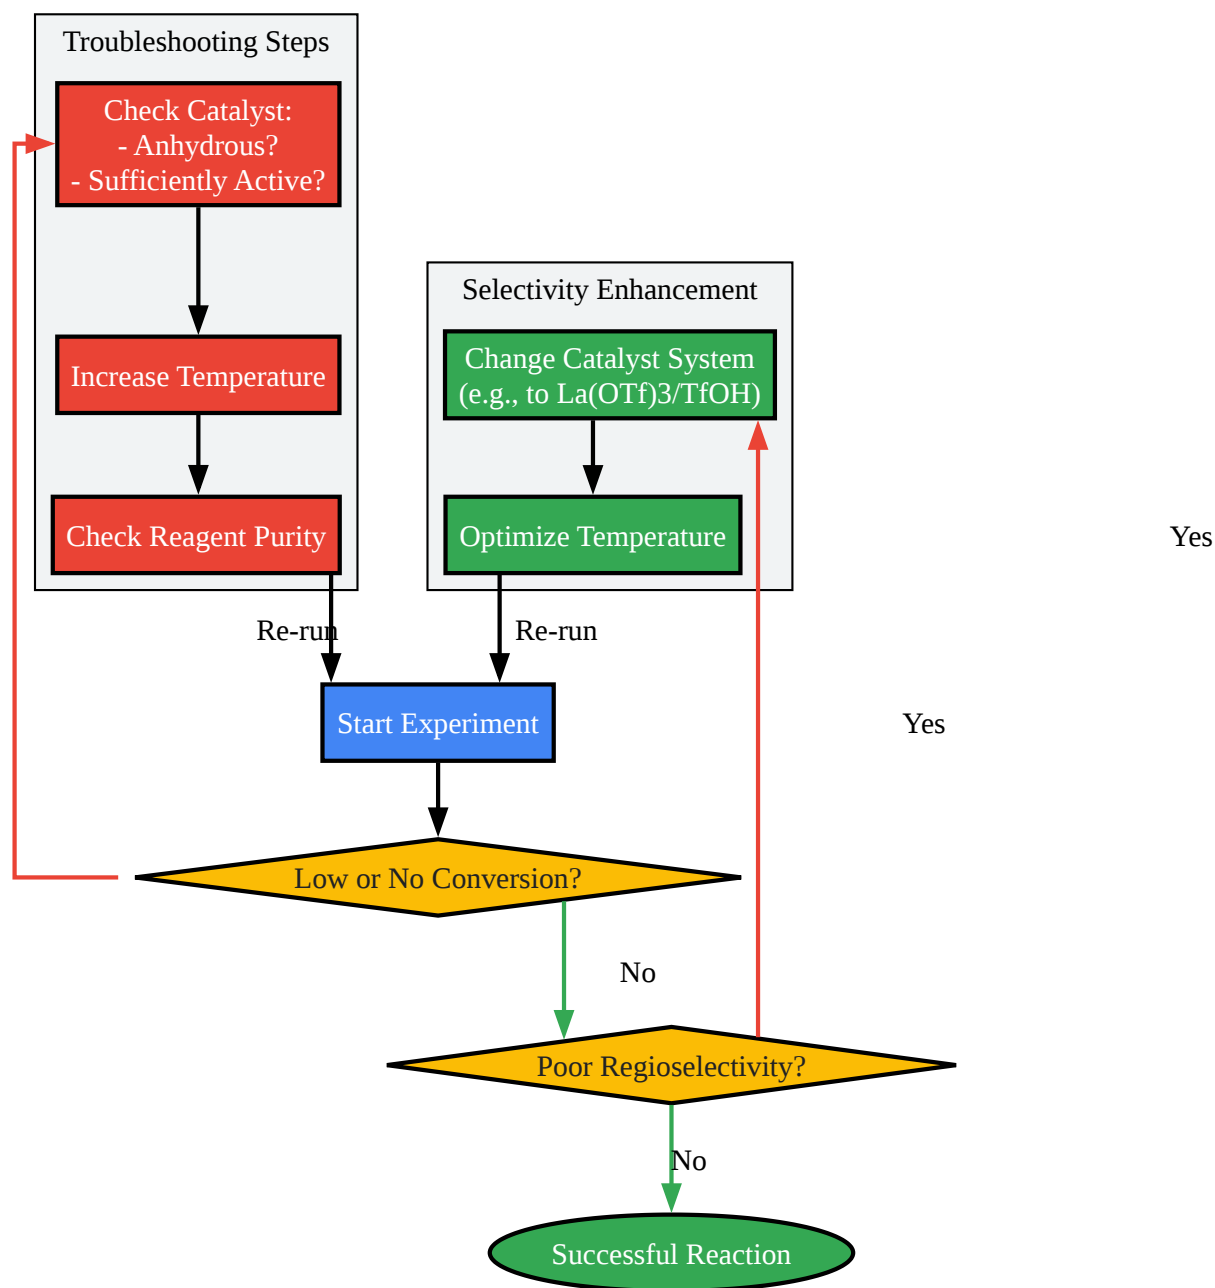 Troubleshooting Steps
Check Catalyst:
- Anhydrous?
- Sufficiently Active?
Increase Temperature
Check Reagent Purity
Selectivity Enhancement
Change Catalyst System
(e.g., to La(OTf)3/TfOH)
Optimize Temperature
Yes
Re-run
Re-run
Start Experiment
Yes
Low or No Conversion?
No
Poor Regioselectivity?
No
Successful Reaction